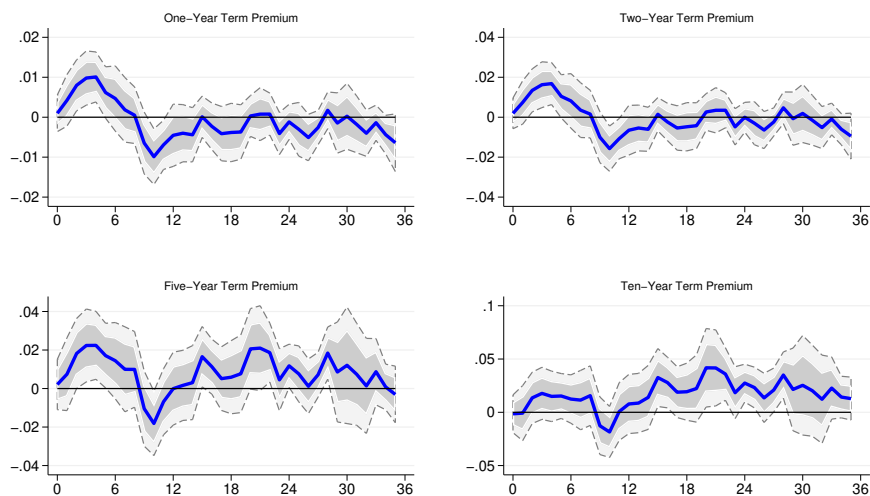 One−Year Term Premium
.02
.01
0
−.01
−.02
0 6 12 18 24 30 36
Two−Year Term Premium
.04
.02
0
−.02
−.04
0 6 12 18 24 30 36
Five−Year Term Premium
.04
.02
0
−.02
−.04
0 6 12 18 24 30 36
Ten−Year Term Premium
.1
.05
0
−.05
0 6 12 18 24 30 36